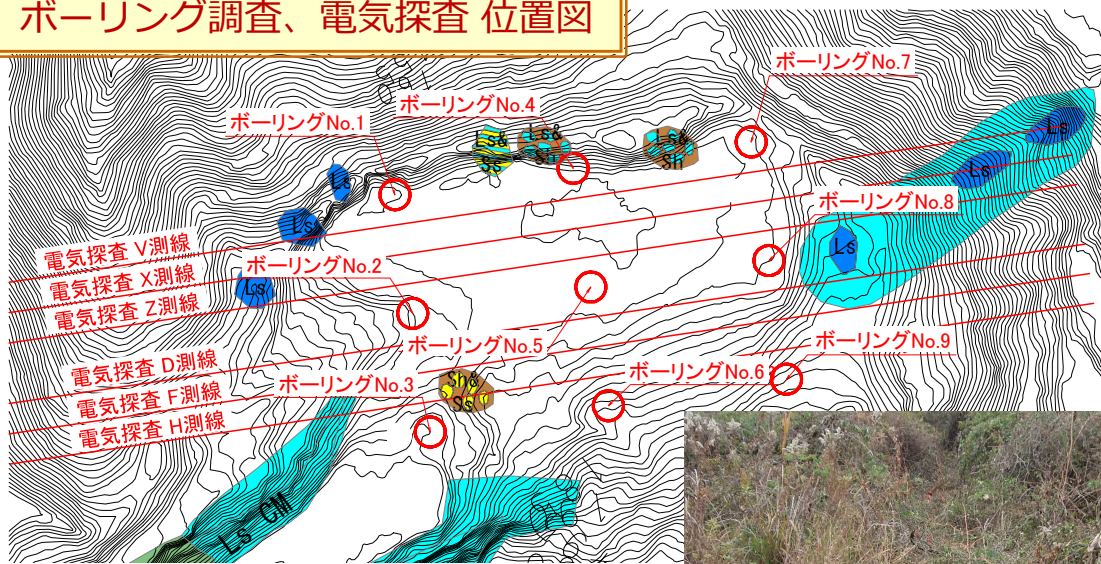 ボーリング調査、電気探査 位置図
ボーリングNo.7
ボーリングNo.4
ボーリングNo.1
Ls&
Ss
Ls&
Sh
Ls&
Sh
Ls
Ls
Ls
Ls
ボーリングNo.8
Ls
Ls
Ls
電気探査 V測線
電気探査 X測線
電気探査 Z測線
ボーリングNo.2
ボーリングNo.5
ボーリングNo.9
電気探査 D測線
電気探査 F測線
電気探査 H測線
ボーリングNo.3
Sh&
Ss
ボーリングNo.6
Ls CM